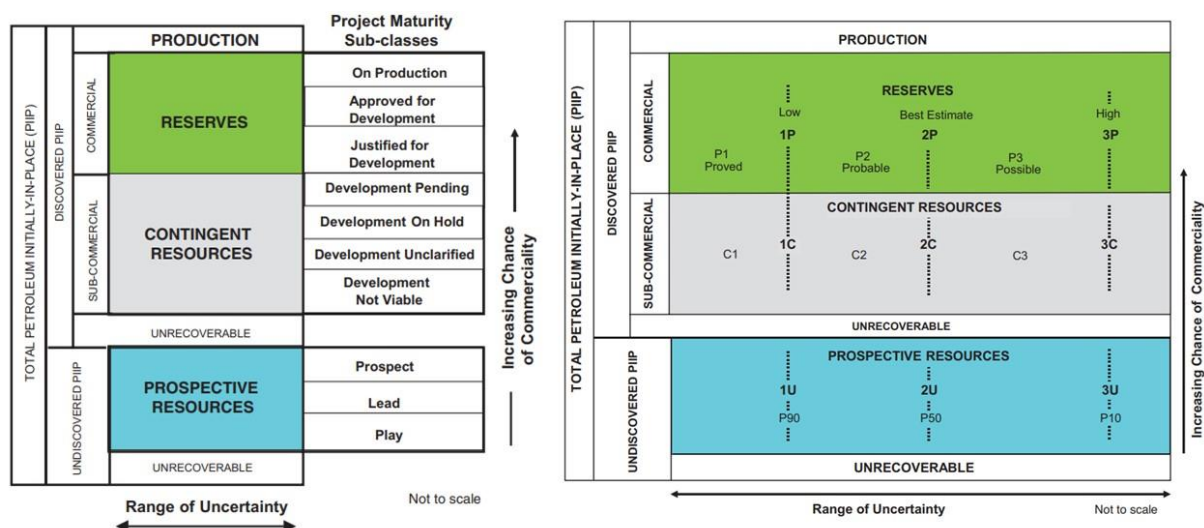 Project Maturity
Sub-classes
PRODUCTION
TOTAL PETROLEUM INITIALLY-IN-PLACE (PIIP)
DISCOVERED PIIP
COMMERCIAL
RESERVES
On Production
Approved for
Development
Justified for
Development
SUB-COMMERCIAL
CONTINGENT
RESOURCES
Development Pending
Development On Hold
Development Unclarified
Development
Not Viable
UNRECOVERABLE
UNDISCOVERED PIIP
PROSPECTIVE
RESOURCES
Prospect
Lead
Play
UNRECOVERABLE
Increasing Chance
of Commerciality
Range of Uncertainty
Not to scale
PRODUCTION
TOTAL PETROLEUM INITIALLY-IN-PLACE (PIIP)
DISCOVERED PIIP
COMMERCIAL
RESERVES
Low Best Estimate High
1P 2P 3P
P1 P2 P3
Proved Probable Possible
SUB-COMMERCIAL
CONTINGENT RESOURCES
1C 2C 3C
C1 C2 C3
UNRECOVERABLE
UNDISCOVERED PIIP
PROSPECTIVE RESOURCES
1U 2U 3U
P90 P50 P10
UNRECOVERABLE
Increasing Chance of Commerciality
Range of Uncertainty
Not to scale